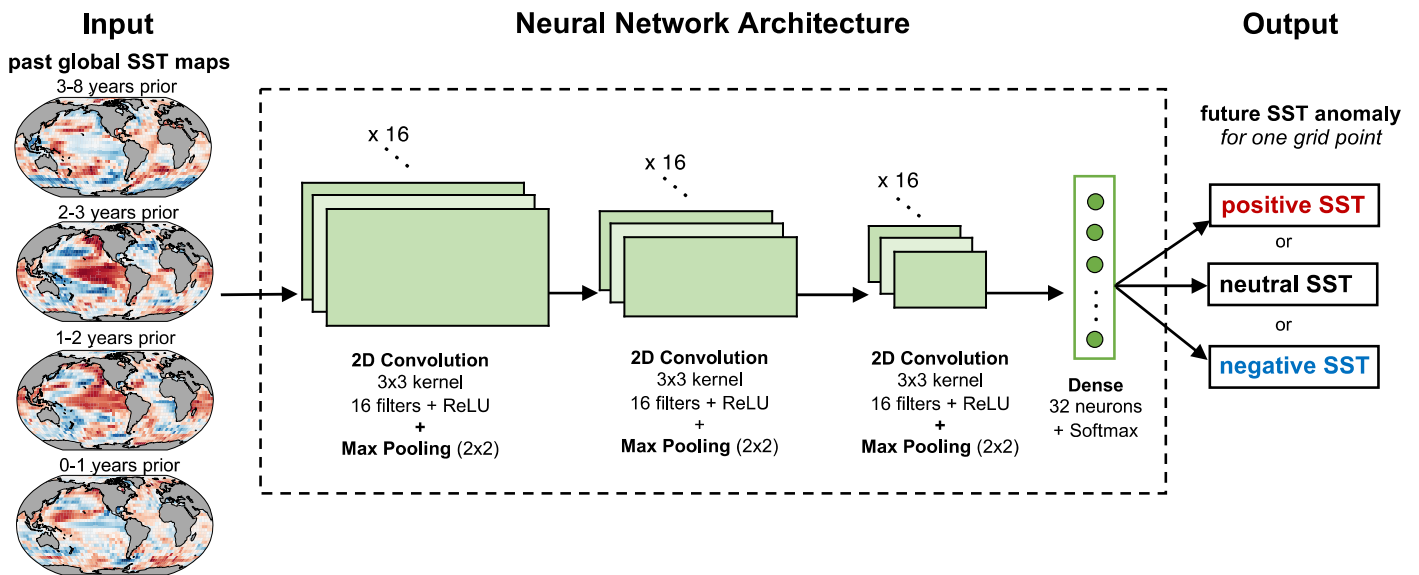 Input
past global SST maps
3-8 years prior
2-3 years prior
1-2 years prior
0-1 years prior
Neural Network Architecture
x 16
2D Convolution
3x3 kernel
16 filters + ReLU
+
Max Pooling (2x2)
x 16
2D Convolution
3x3 kernel
16 filters + ReLU
+
Max Pooling (2x2)
x 16
2D Convolution
3x3 kernel
16 filters + ReLU
+
Max Pooling (2x2)
Dense
32 neurons
+ Softmax
Output
future SST anomaly
for one grid point
positive SST
or
neutral SST
or
negative SST